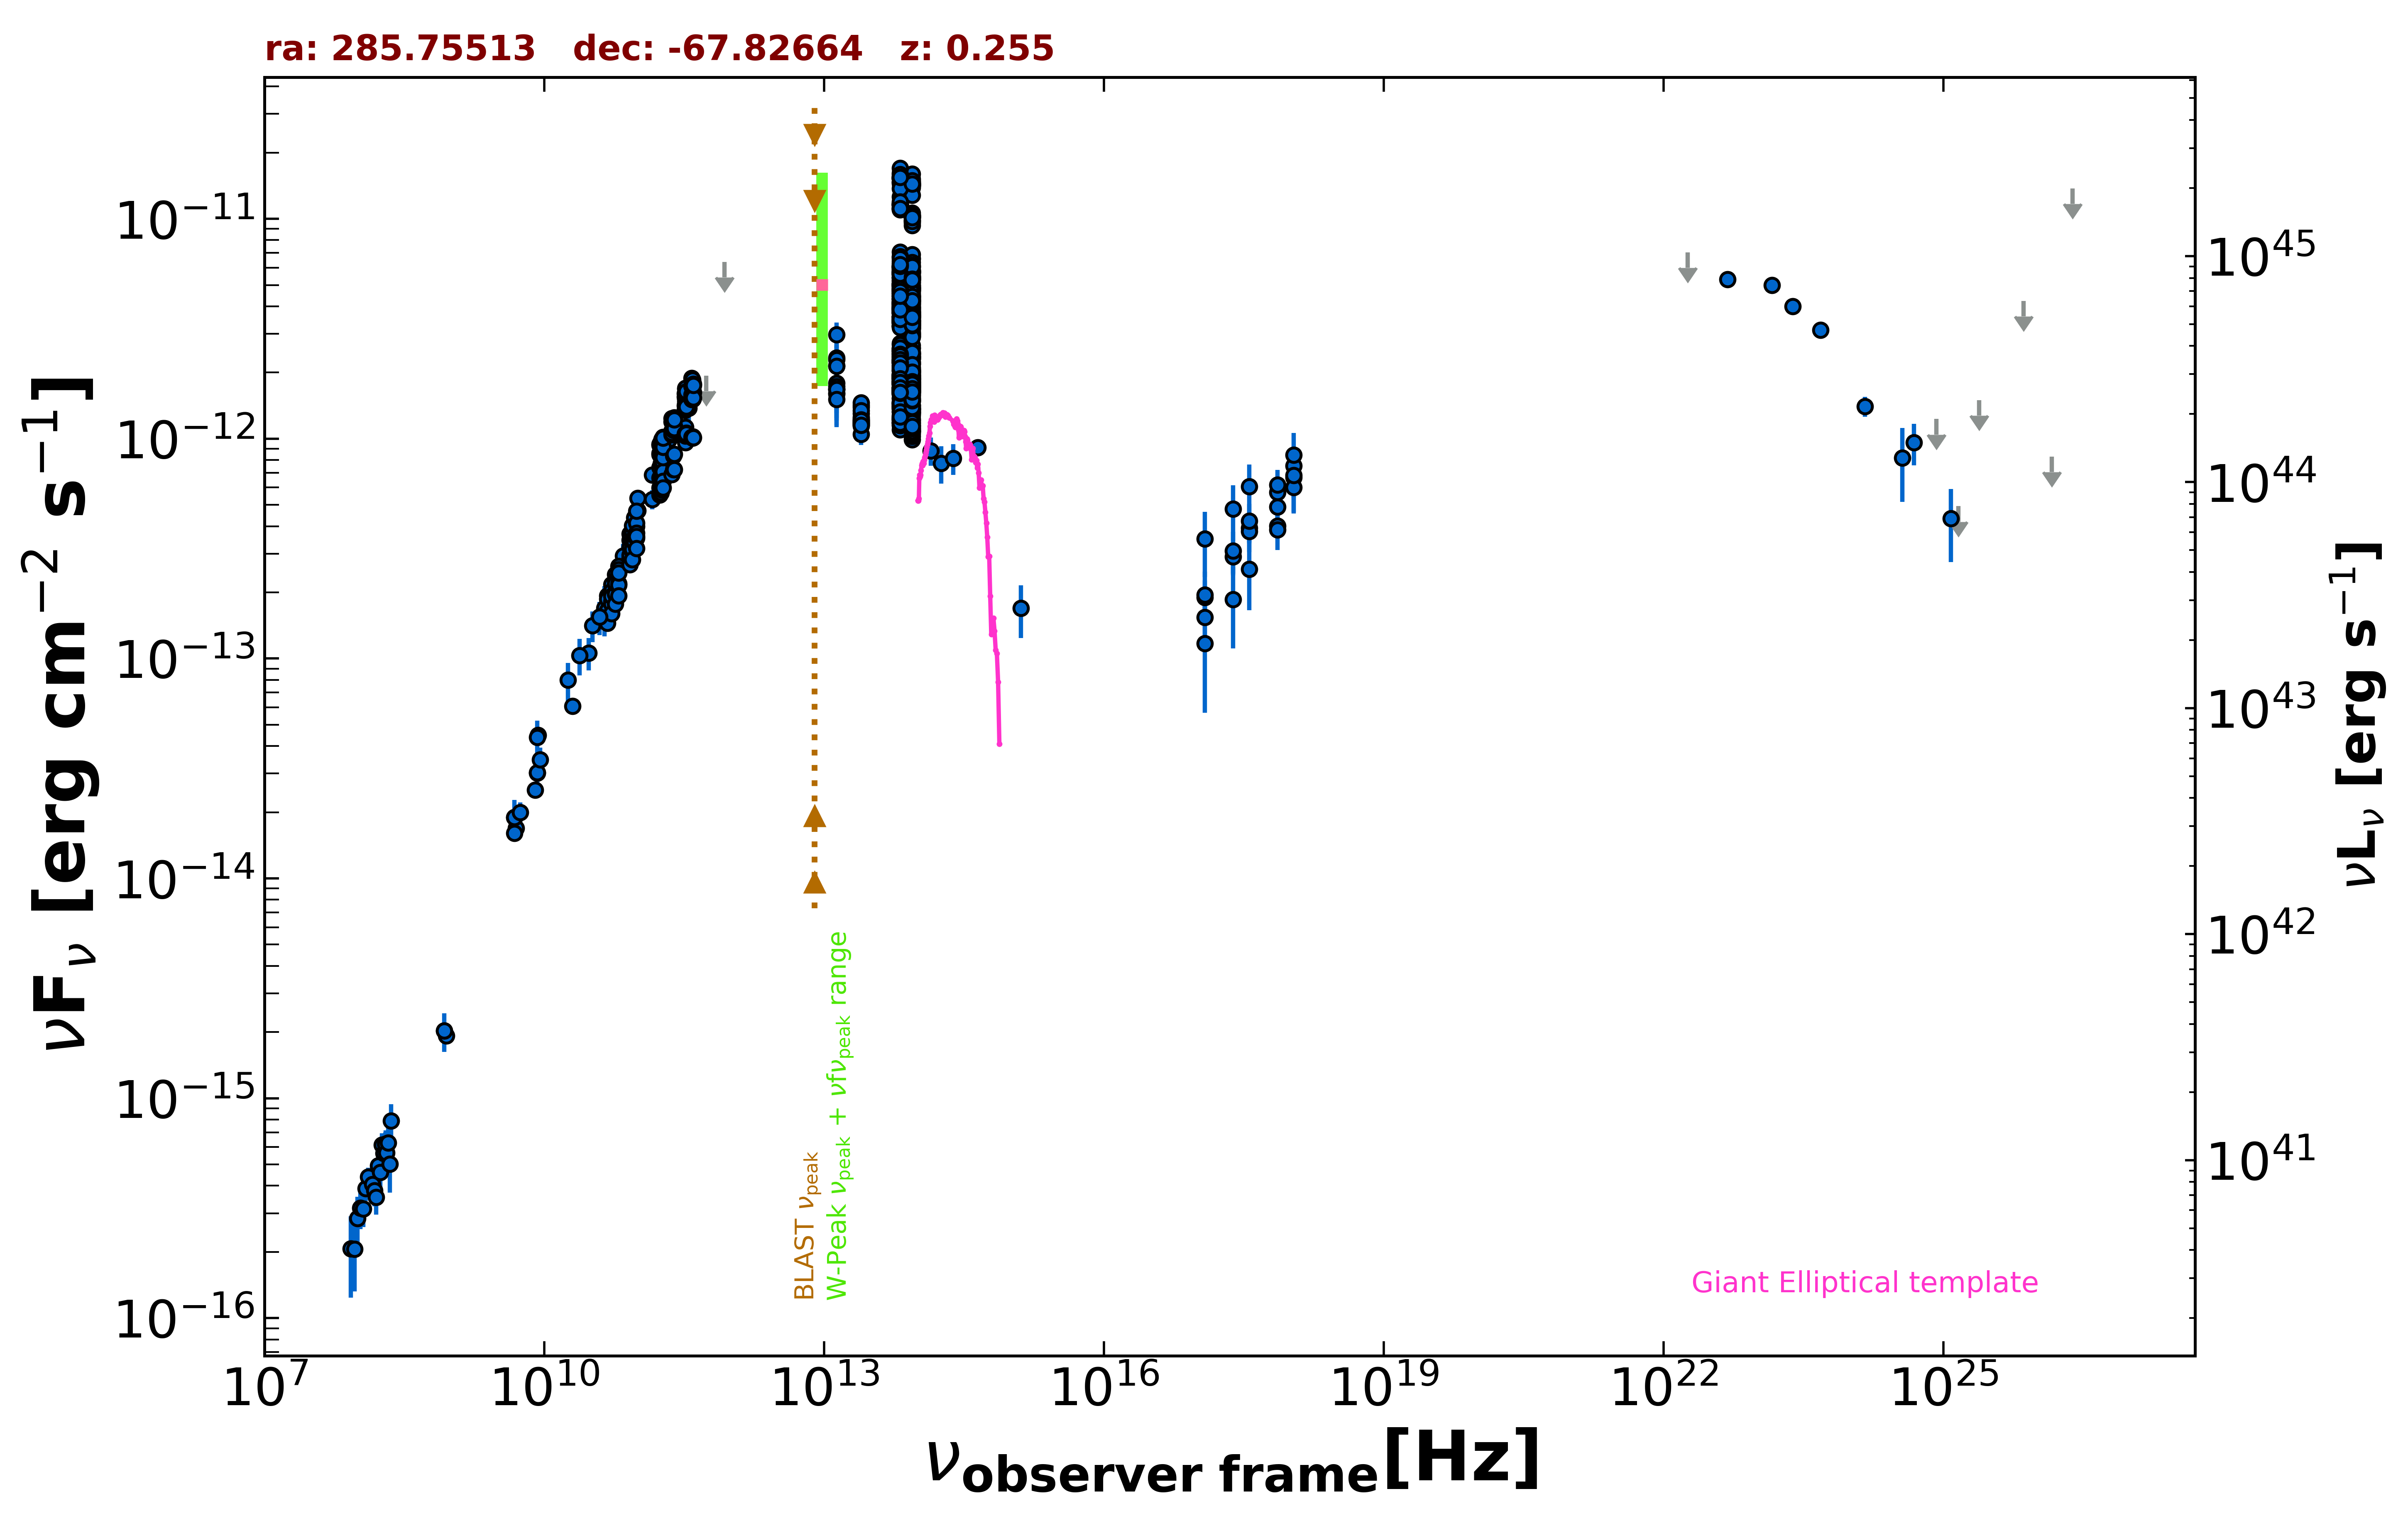 ra: 285.75513 dec: -67.82664 z: 0.255
νFν [erg cm−2 s−1]
10−11
10−12
10−13
10−14
10−15
10−16
1045
1044
1043
1042
1041
νLν [erg s−1]
BLAST νpeak
W-Peak νpeak + νfνpeak range
Giant Elliptical template
107 1010 1013 1016 1019 1022 1025
νobserver frame[Hz]